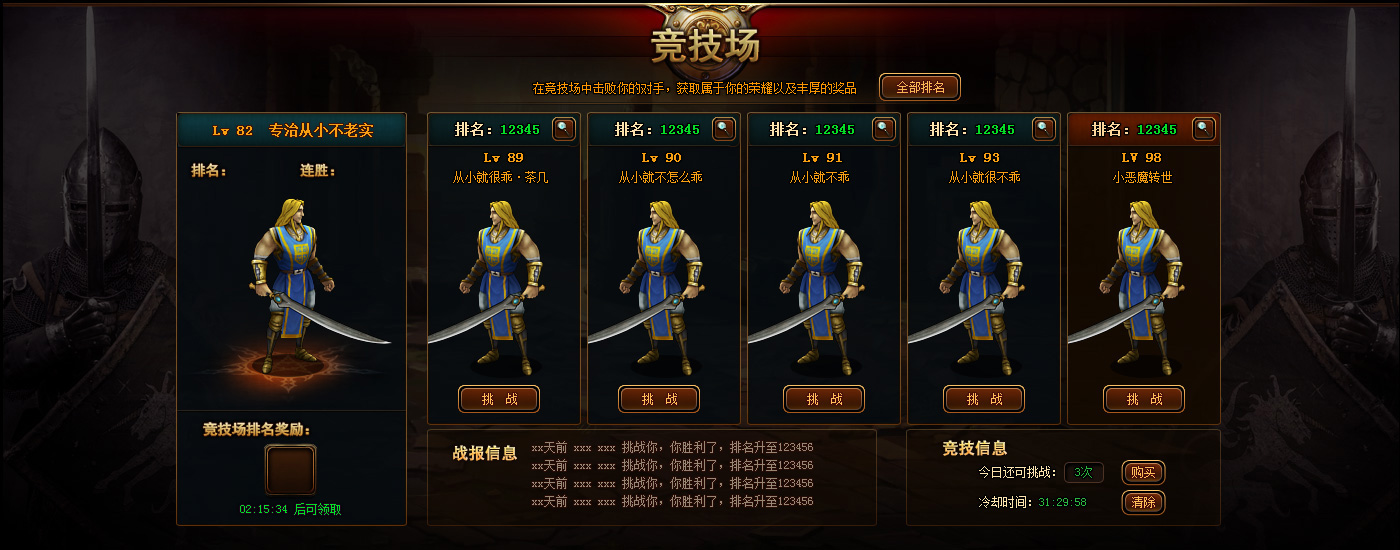 竞技场
在竞技场中击败你的对手，获取属于你的荣耀以及丰厚的奖品
全部排名
Lv 82 专治从小不老实
排名：
连胜：
竞技场排名奖励：
02:15:34 后可领取
排名：12345
Lv 89
从小就很乖·茶几
挑 战
排名：12345
Lv 90
从小就不怎么乖
挑 战
排名：12345
Lv 91
从小就不乖
挑 战
排名：12345
Lv 93
从小就很不乖
挑 战
排名：12345
LV 98
小恶魔转世
挑 战
战报信息
xx天前 xxx xxx 挑战你，你胜利了，排名升至123456
xx天前 xxx xxx 挑战你，你胜利了，排名升至123456
xx天前 xxx xxx 挑战你，你胜利了，排名升至123456
xx天前 xxx xxx 挑战你，你胜利了，排名升至123456
竞技信息
今日还可挑战： 3次 购买
冷却时间：31:29:58 清除